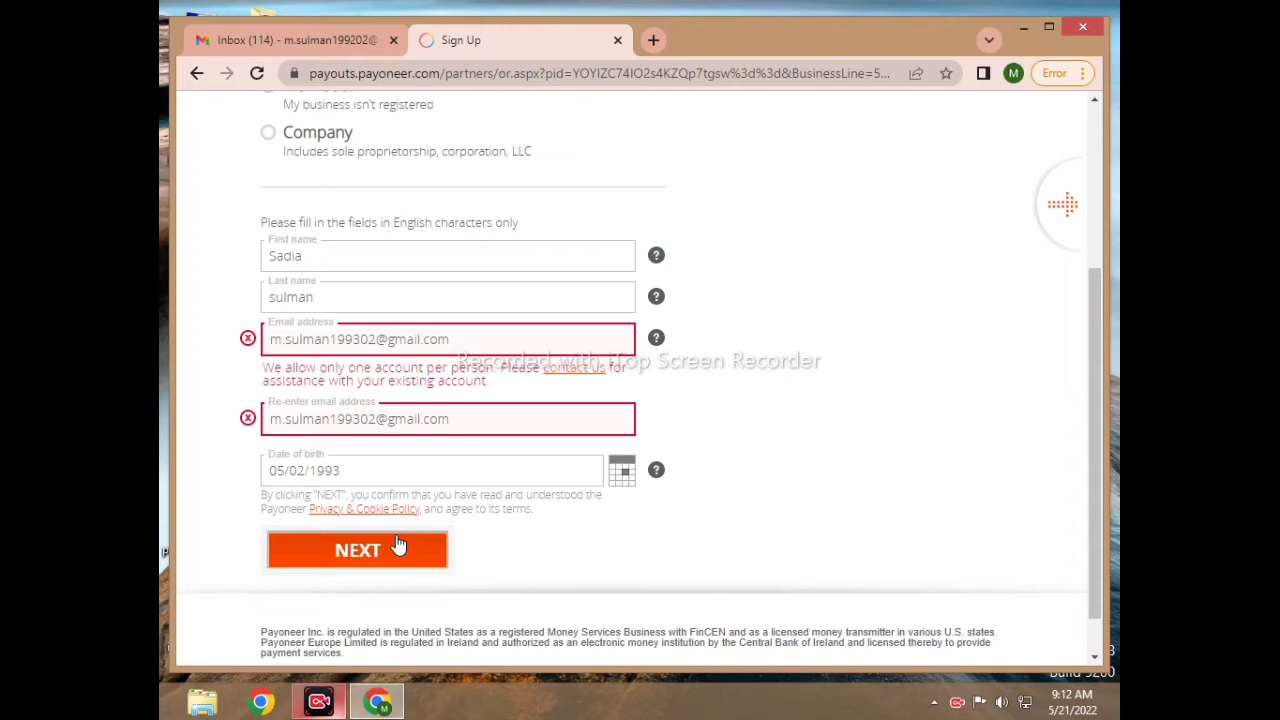 Inbox (114) - m.sulman199202@
Sign Up
payouts.payoneer.com/partners/or.aspx?pid=YOYIZC74IO2s4KZQp7tgsw%3d%3d&BusinessLine=5...
M
Error
My business isn't registered
Company
Includes sole proprietorship, corporation, LLC
Please fill in the fields in English characters only
First name
Sadia
?
Last name
sulman
?
Email address
m.sulman199302@gmail.com
?
Recorded with iTop Screen Recorder
We allow only one account per person. Please contact us for
assistance with your existing account.
Re-enter email address
m.sulman199302@gmail.com
Date of birth
05/02/1993
?
By clicking "NEXT", you confirm that you have read and understood the
Payoneer Privacy & Cookie Policy, and agree to its terms.
NEXT
Payoneer Inc. is regulated in the United States as a registered Money Services Business with FinCEN and as a licensed money transmitter in various U.S. states.
Payoneer Europe Limited is regulated in Ireland and authorized as an electronic money institution by the Central Bank of Ireland and licensed thereby to provide
payment services.
9:12 AM
5/21/2022